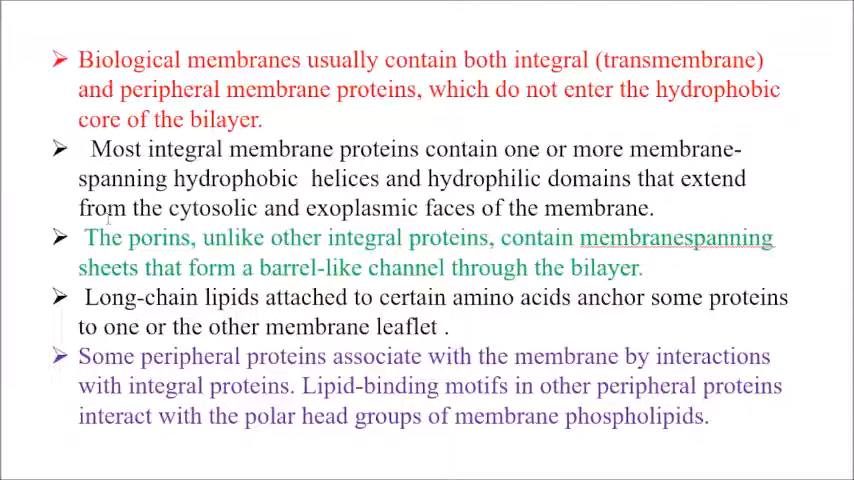 ➢ Biological membranes usually contain both integral (transmembrane)
and peripheral membrane proteins, which do not enter the hydrophobic
core of the bilayer.
➢ Most integral membrane proteins contain one or more membrane-
spanning hydrophobic helices and hydrophilic domains that extend
from the cytosolic and exoplasmic faces of the membrane.
➢ The porins, unlike other integral proteins, contain membranespanning
sheets that form a barrel-like channel through the bilayer.
➢ Long-chain lipids attached to certain amino acids anchor some proteins
to one or the other membrane leaflet .
➢ Some peripheral proteins associate with the membrane by interactions
with integral proteins. Lipid-binding motifs in other peripheral proteins
interact with the polar head groups of membrane phospholipids.